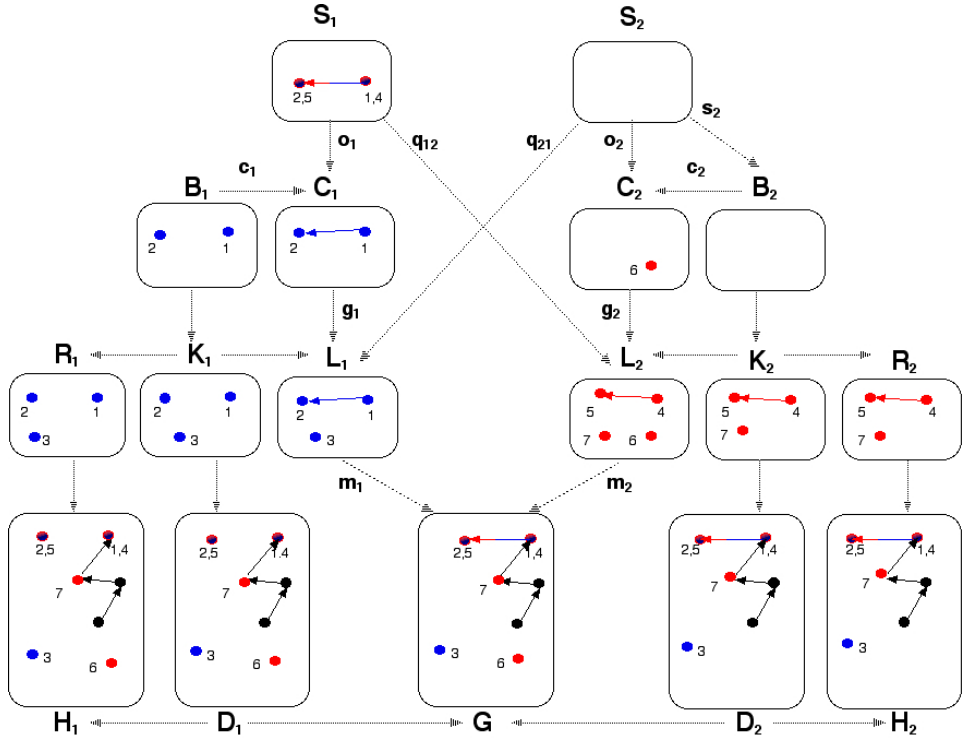 S₁ S₂
2,5 1,4
s₂
o₁ q₁₂ q₂₁ o₂
c₁ c₂
B₁ C₁ C₂ B₂
2 1 2 1
6
g₁ g₂
R₁ K₁ L₁ L₂ K₂ R₂
2 1 2 1 2 1 5 4 5 4 5 4
3 3 3 7 6 7 7
m₁ m₂
2,5 1,4 2,5 1,4 2,5 1,4 2,5 1,4 2,5 1,4
7 7 7 7 7
3 3 3 3 3
6 6 6
H₁ D₁ G D₂ H₂